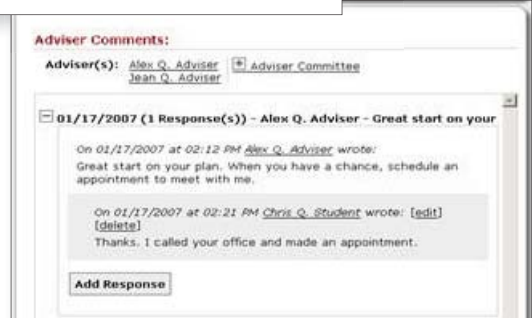 Adviser Comments:
Adviser(s): Alex Q. Adviser + Adviser Committee
Jean Q. Adviser
01/17/2007 (1 Response(s)) - Alex Q. Adviser - Great start on your
On 01/17/2007 at 02:12 PM Alex Q. Adviser wrote:
Great start on your plan. When you have a chance, schedule an
appointment to meet with me.
On 01/17/2007 at 02:21 PM Chris Q. Student wrote: [edit]
[delete]
Thanks. I called your office and made an appointment.
Add Response